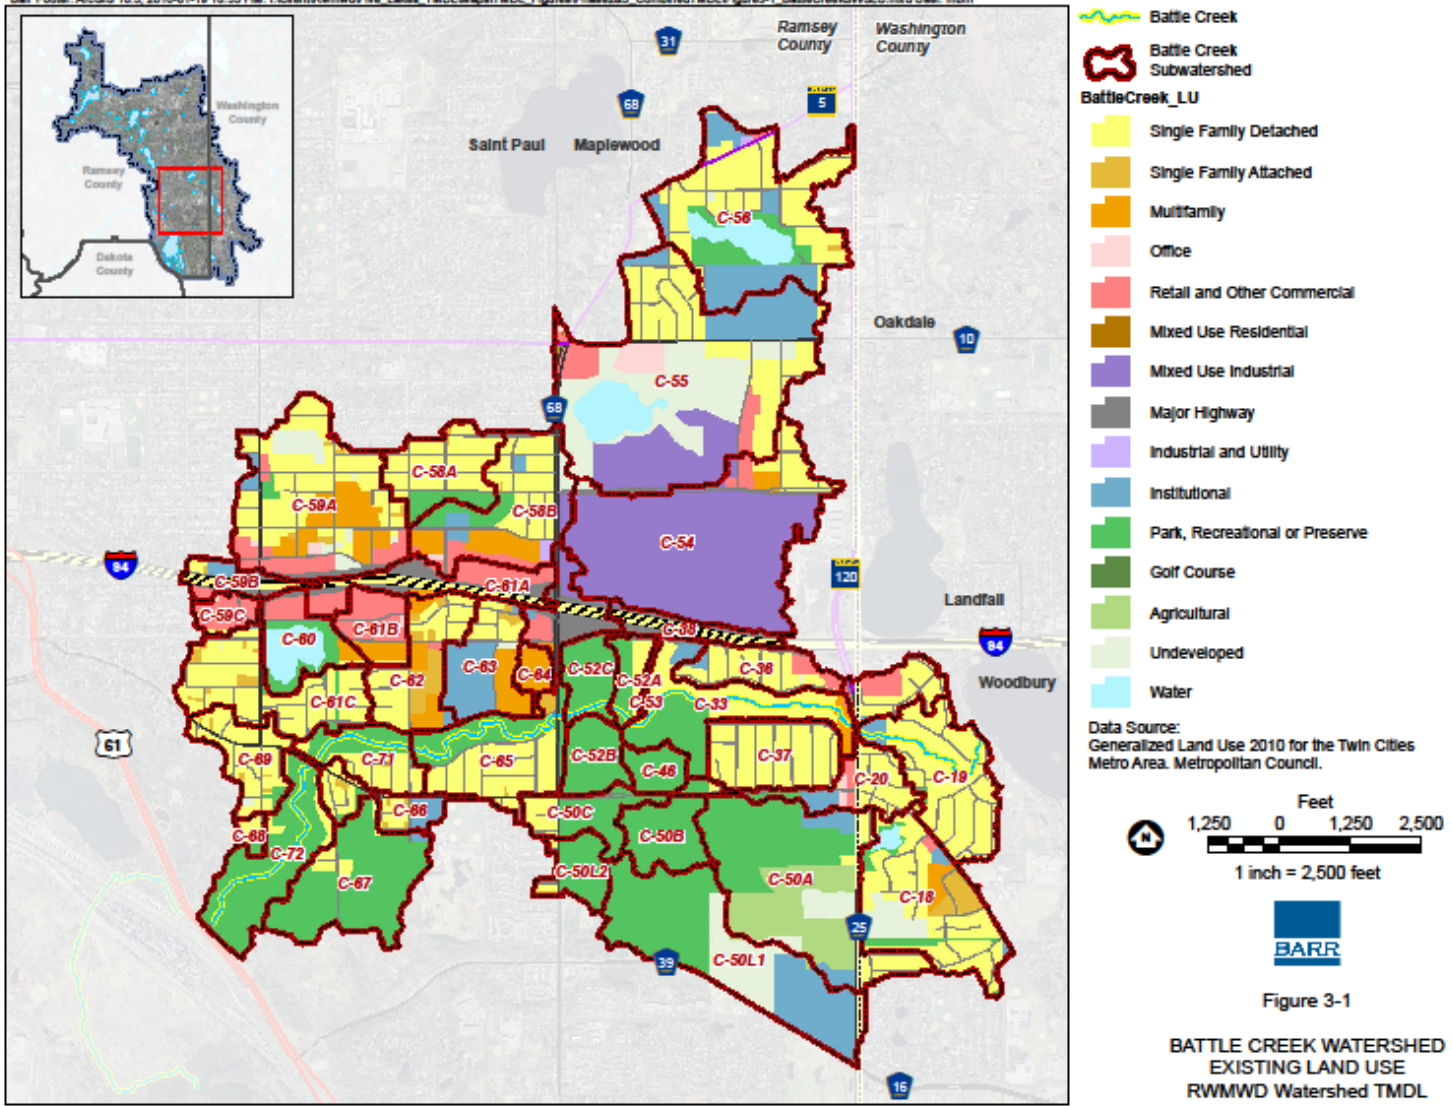 Ramsey County
Washington County
31
68
5
Washington County
Ramsey County
Dakota County
Saint Paul
Maplewood
C-56
Oakdale
10
C-55
68
C-58A
C-59A
C-58B
C-54
94
C-59B
C-61A
120
Landfall
C-59C
C-60
C-61B
C-38
94
C-63
C-64
C-52C
C-52A
C-36
C-62
C-61C
C-53
C-33
Woodbury
61
C-69
C-71
C-65
C-52B
C-46
C-37
C-20
C-19
C-66
C-50C
C-50B
C-68
C-72
C-67
C-50L2
C-50A
C-18
25
39
C-50L1
16
Battle Creek
Battle Creek
Subwatershed
BattleCreek_LU
Single Family Detached
Single Family Attached
Multifamily
Office
Retail and Other Commercial
Mixed Use Residential
Mixed Use Industrial
Major Highway
Industrial and Utility
Institutional
Park, Recreational or Preserve
Golf Course
Agricultural
Undeveloped
Water
Data Source:
Generalized Land Use 2010 for the Twin Cities
Metro Area. Metropolitan Council.
Feet
1,250 0 1,250 2,500
N
1 inch = 2,500 feet
BARR
Figure 3-1
BATTLE CREEK WATERSHED
EXISTING LAND USE
RWMWD Watershed TMDL